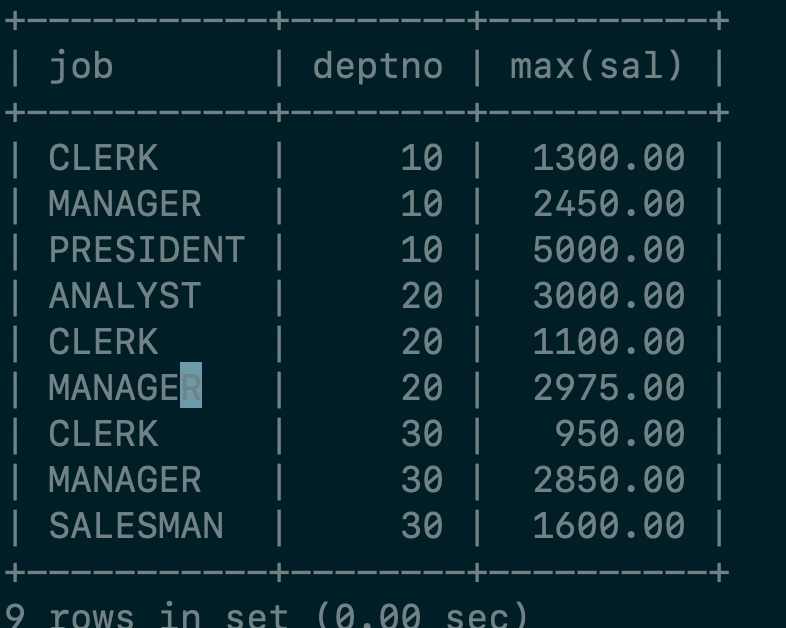 +-----------+--------+----------+
| job       | deptno | max(sal) |
+-----------+--------+----------+
| CLERK     |     10 |  1300.00 |
| MANAGER   |     10 |  2450.00 |
| PRESIDENT |     10 |  5000.00 |
| ANALYST   |     20 |  3000.00 |
| CLERK     |     20 |  1100.00 |
| MANAGER   |     20 |  2975.00 |
| CLERK     |     30 |   950.00 |
| MANAGER   |     30 |  2850.00 |
| SALESMAN  |     30 |  1600.00 |
+-----------+--------+----------+
9 rows in set (0.00 sec)